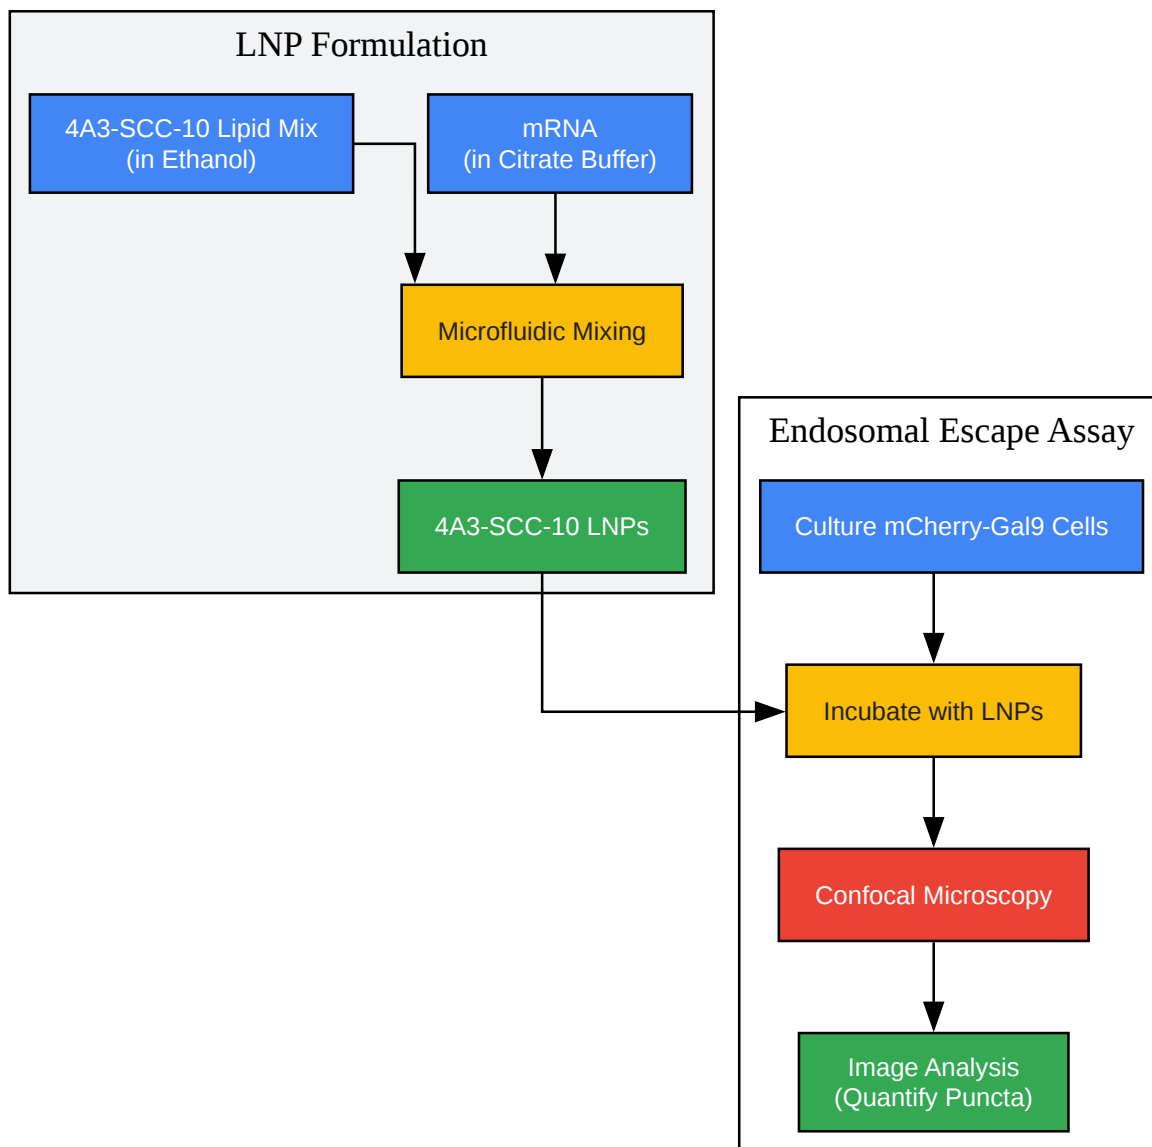 LNP Formulation
4A3-SCC-10 Lipid Mix
(in Ethanol)
mRNA
(in Citrate Buffer)
Microfluidic Mixing
4A3-SCC-10 LNPs
Endosomal Escape Assay
Culture mCherry-Gal9 Cells
Incubate with LNPs
Confocal Microscopy
Image Analysis
(Quantify Puncta)